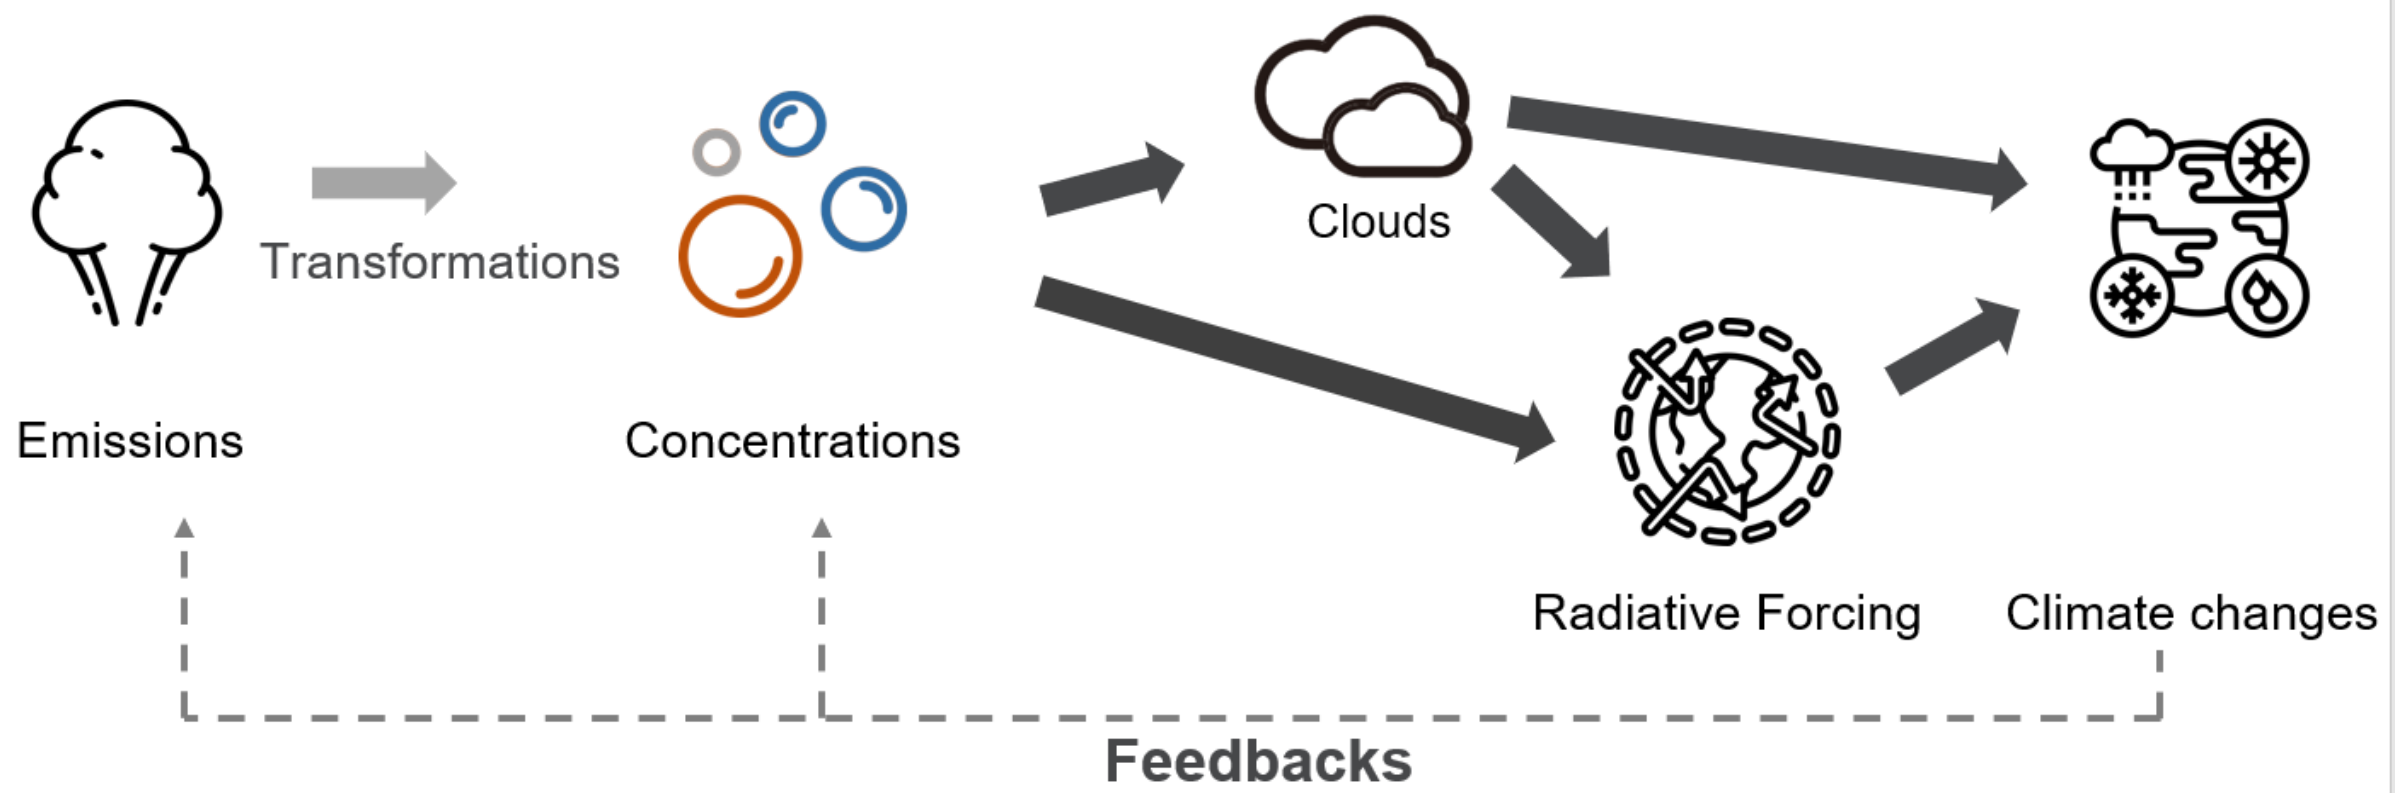 Transformations
Clouds
Emissions
Concentrations
Radiative Forcing
Climate changes
Feedbacks